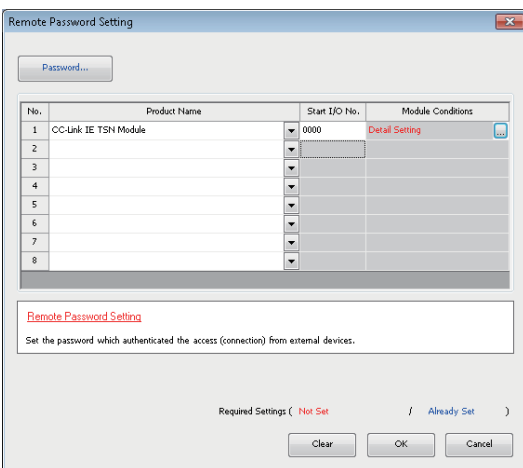 Remote Password Setting
Password...
No. Product Name Start I/O No. Module Conditions
1 CC-Link IE TSN Module 0000 Detail Setting ...
2
3
4
5
6
7
8
Remote Password Setting
Set the password which authenticated the access (connection) from external devices.
Required Settings ( Not Set / Already Set )
Clear OK Cancel